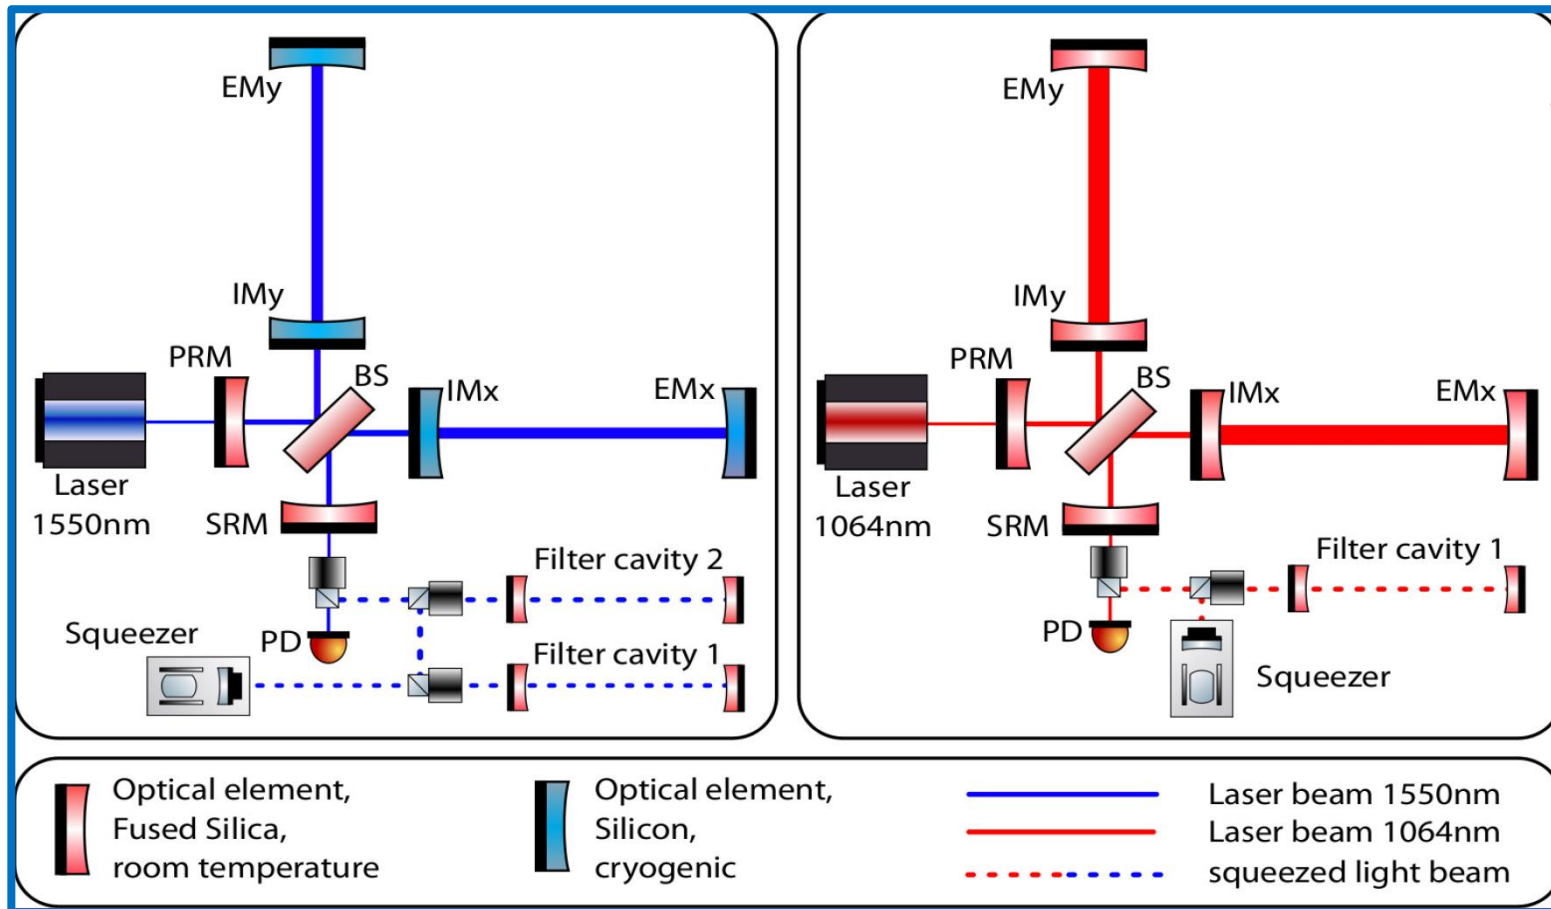 EMy
IMy
PRM
BS
IMx
EMx
Laser
1550nm
SRM
Filter cavity 2
Squeezer
PD
Filter cavity 1
EMy
IMy
PRM
BS
IMx
EMx
Laser
1064nm
SRM
Filter cavity 1
PD
Squeezer
Optical element,
Fused Silica,
room temperature
Optical element,
Silicon,
cryogenic
Laser beam 1550nm
Laser beam 1064nm
squeezed light beam